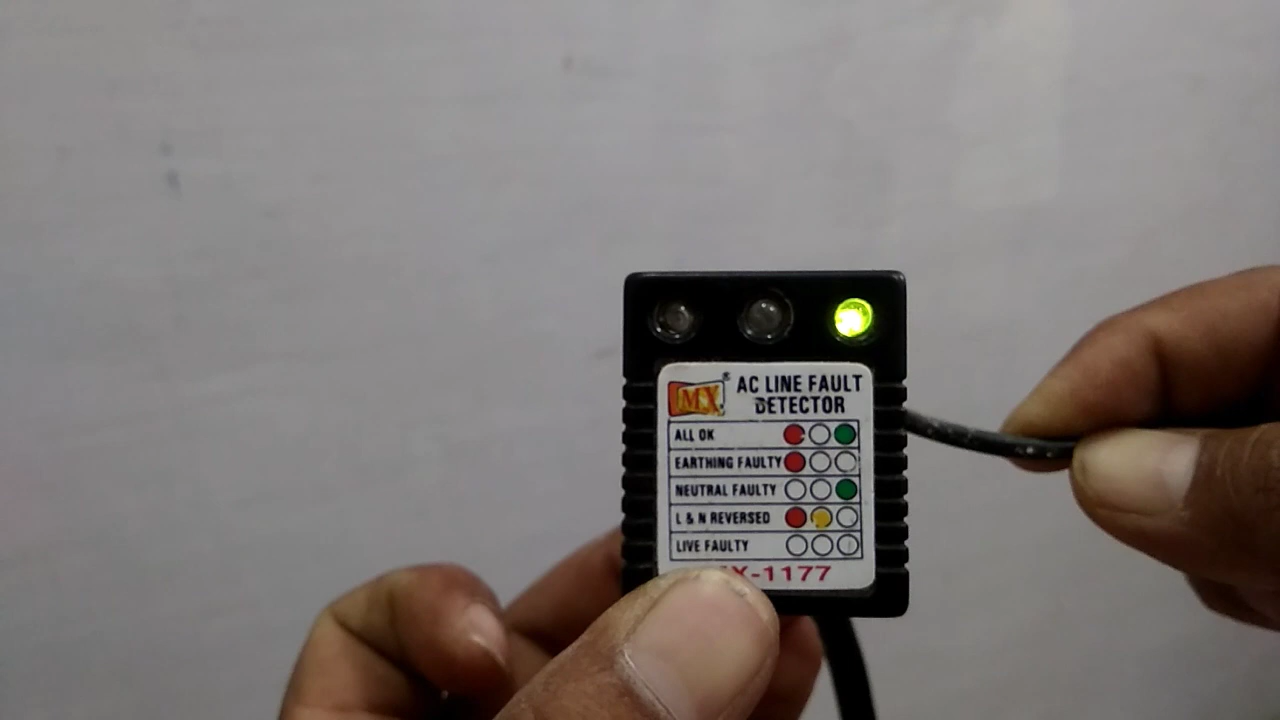 MX®
AC LINE FAULT
DETECTOR
ALL OK
EARTHING FAULTY
NEUTRAL FAULTY
L & N REVERSED
LIVE FAULTY
X-1177